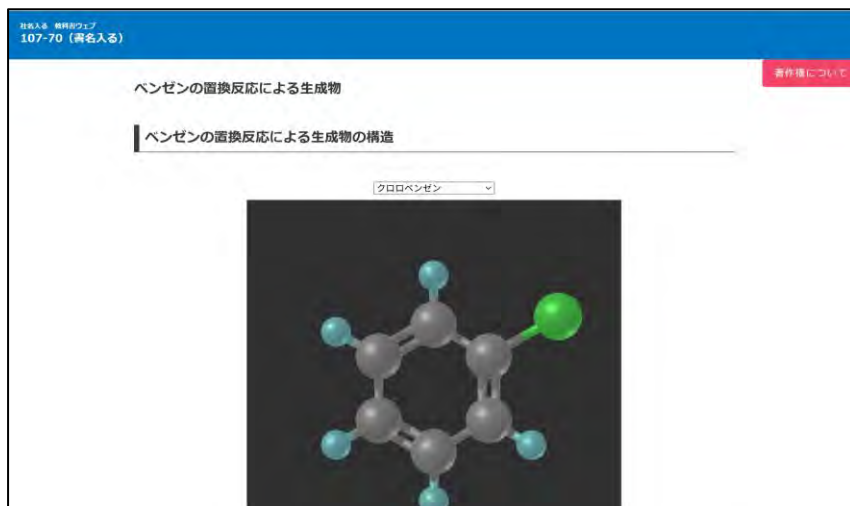 社名入る 教科書ウェブ
107-70（書名入る）
著作権について
ベンゼンの置換反応による生成物
ベンゼンの置換反応による生成物の構造
クロロベンゼン